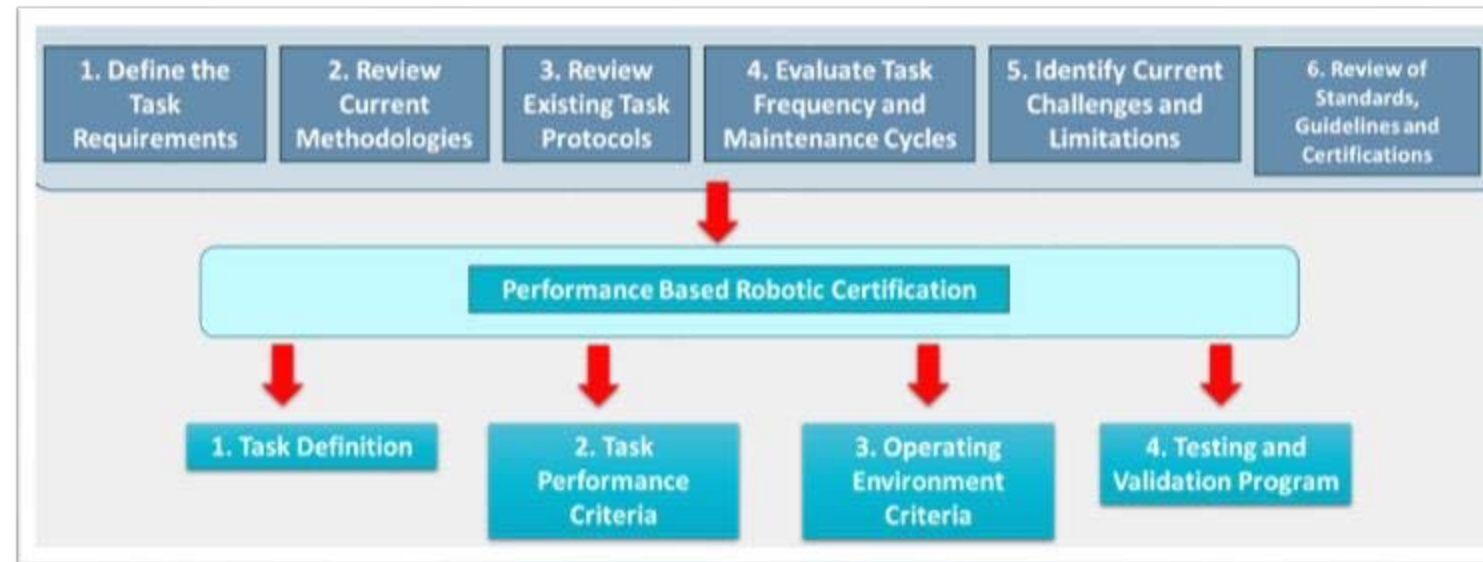 1. Define the
Task
Requirements
2. Review
Current
Methodologies
3. Review
Existing Task
Protocols
4. Evaluate Task
Frequency and
Maintenance Cycles
5. Identify Current
Challenges and
Limitations
6. Review of
Standards,
Guidelines and
Certifications
Performance Based Robotic Certification
1. Task Definition
2. Task
Performance
Criteria
3. Operating
Environment
Criteria
4. Testing and
Validation Program